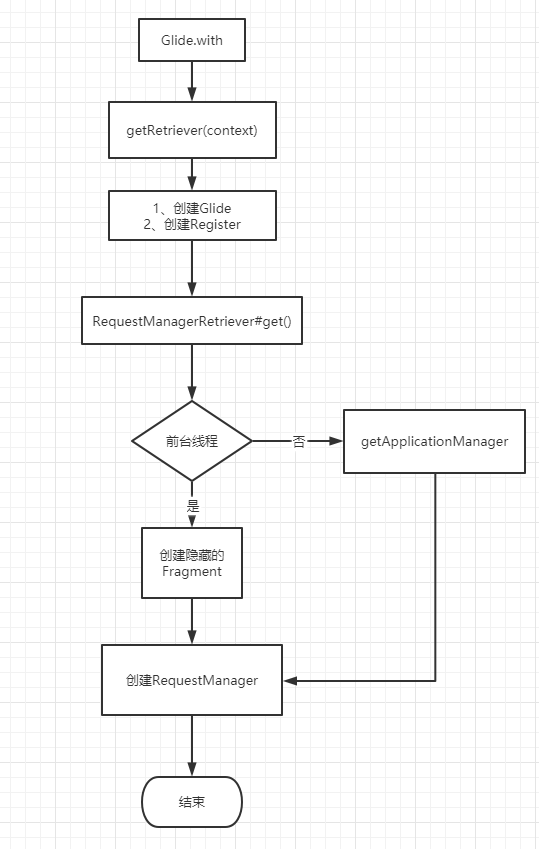 Glide.with
getRetriever(context)
1、创建Glide
2、创建Register
RequestManagerRetriever#get()
前台线程
否
getApplicationManager
是
创建隐藏的
Fragment
创建RequestManager
结束